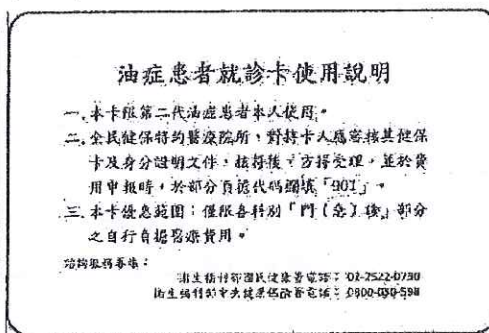 油症患者就診卡使用說明
一、本卡限第二代油症患者本人使用。
二、全民健保特約醫療院所，對持卡人應審核其健保
卡及身分證明文件，核符後，方得受理，並於費
用申報時，於部分負擔代碼欄填「901」。
三、本卡優惠範圍：僅限各科別「門(急)診」部分
之自行負擔醫療費用。
諮詢服務專線：
衛生福利部國民健康署電話：02-2522-0750
衛生福利部中央健康保險署電話：0800-030-598